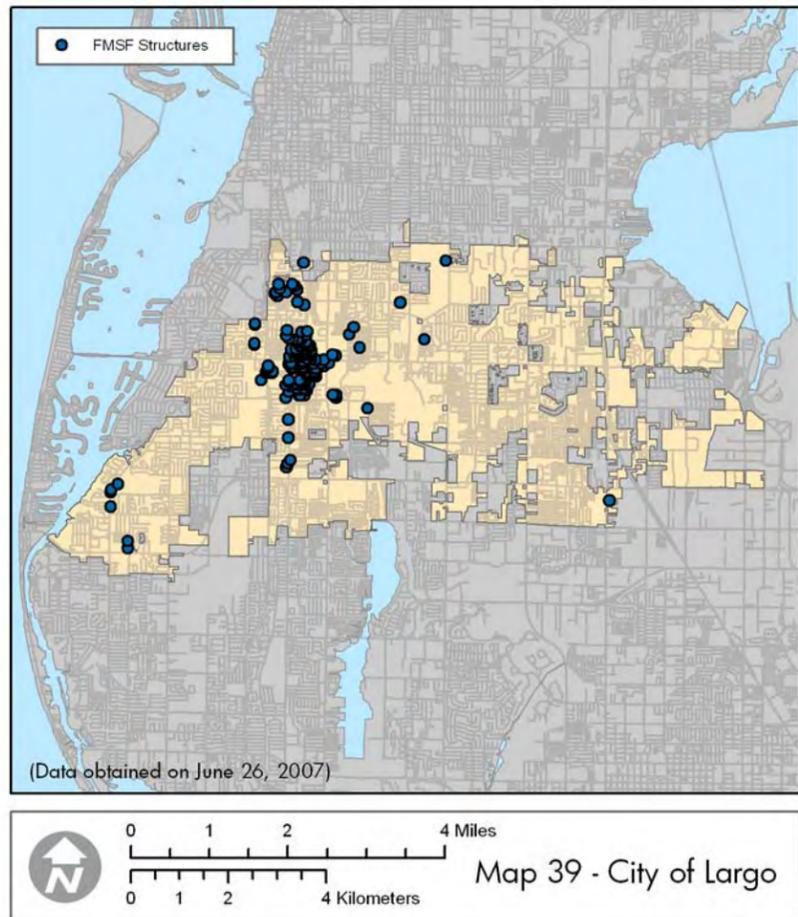 FMSF Structures
(Data obtained on June 26, 2007)
0 1 2 4 Miles
N
0 1 2 4 Kilometers
Map 39 - City of Largo